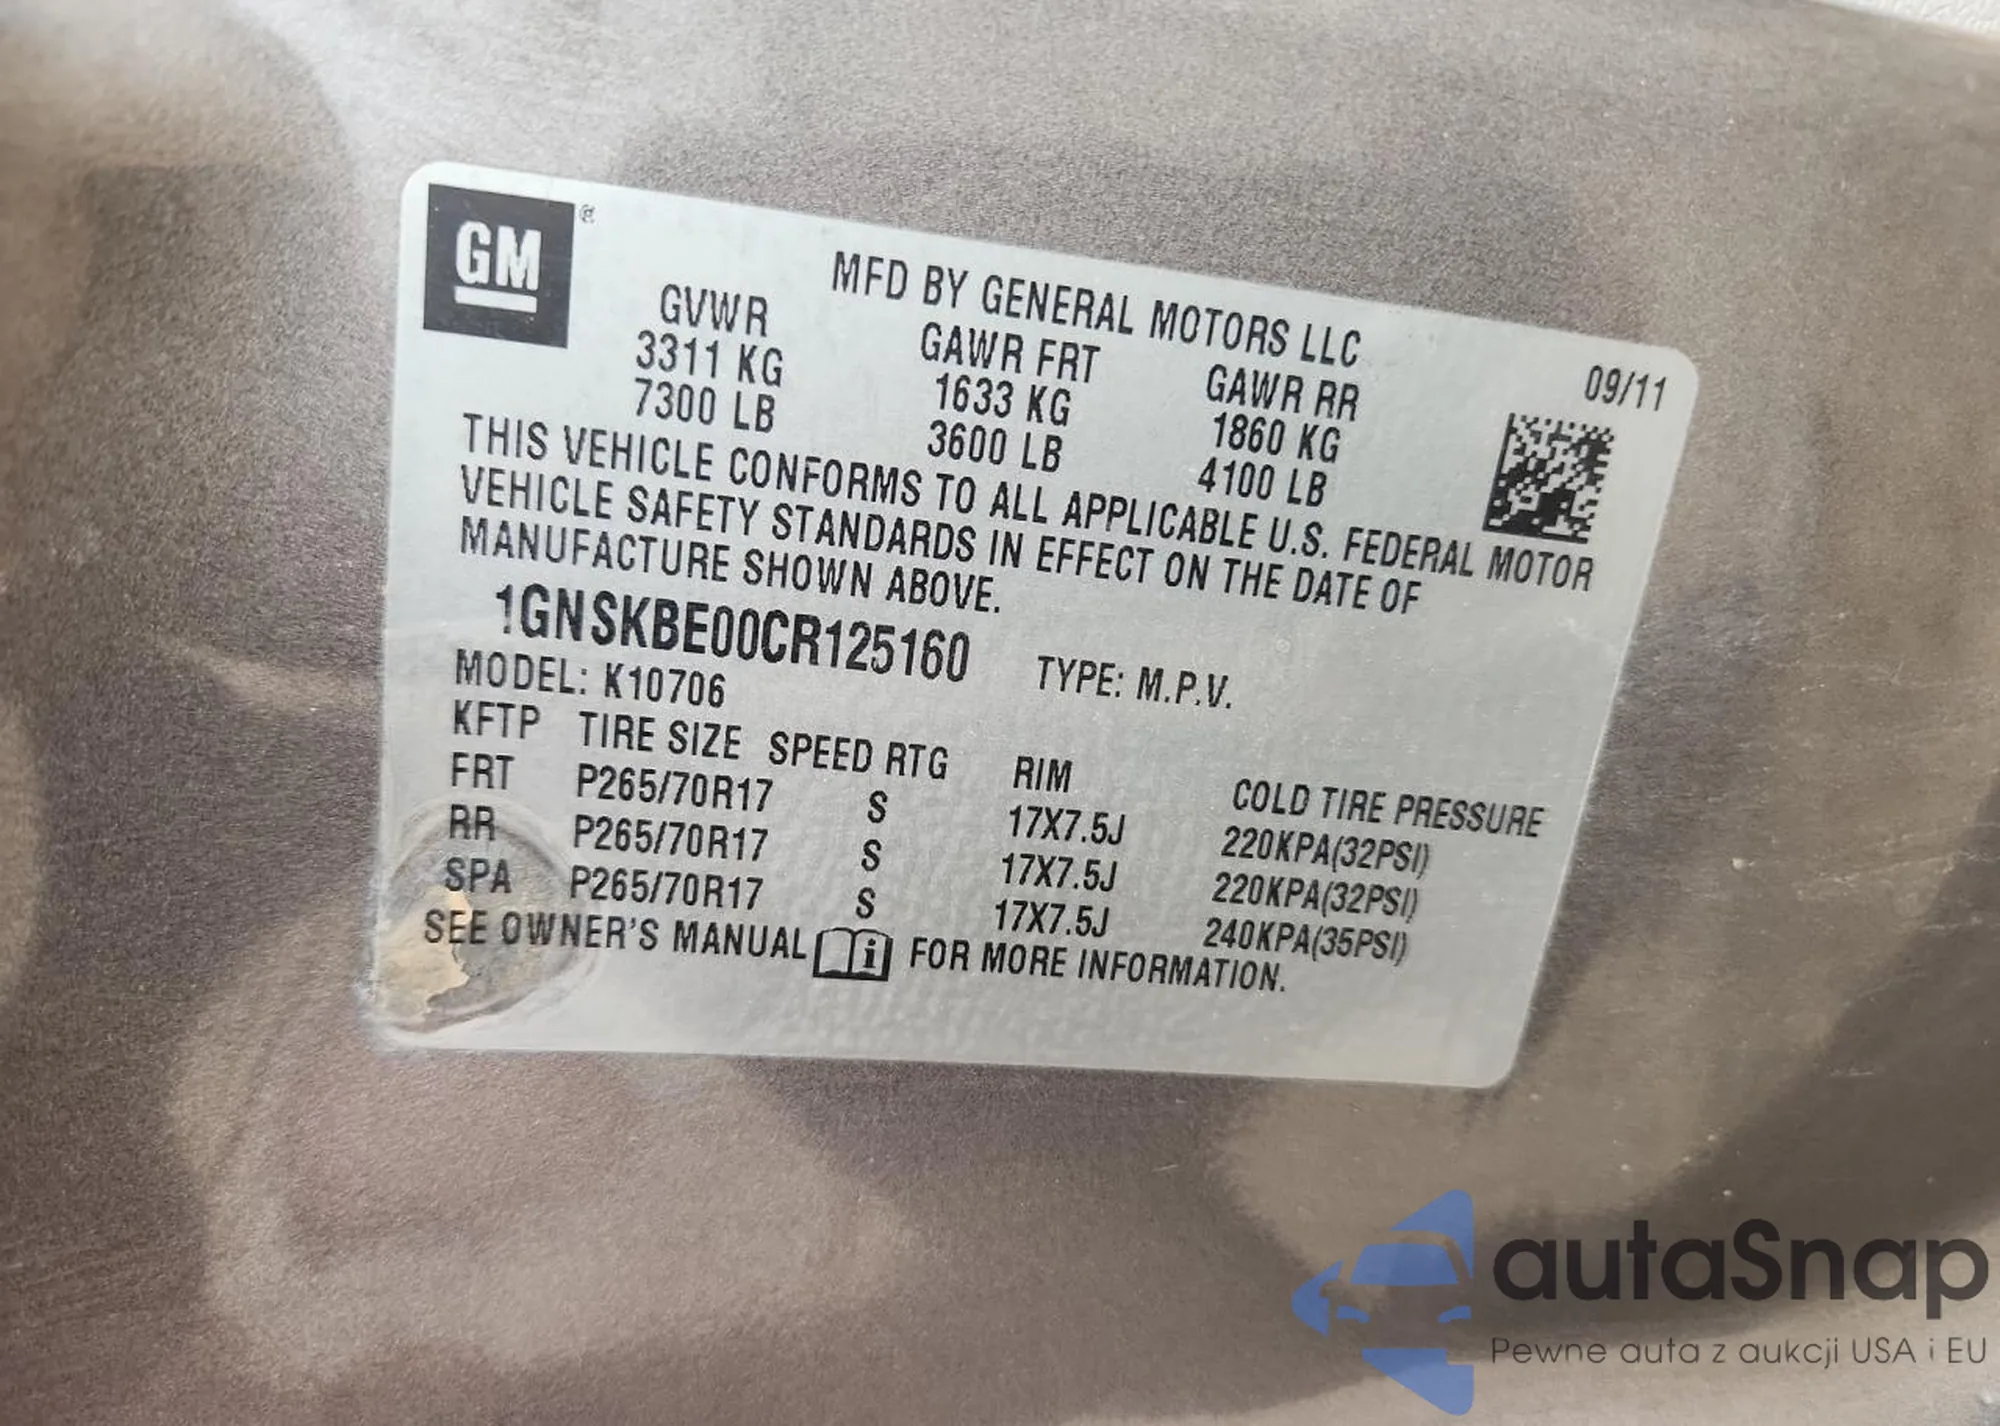 GM ®
MFD BY GENERAL MOTORS LLC
09/11
GVWR GAWR FRT GAWR RR
3311 KG 1633 KG 1860 KG
7300 LB 3600 LB 4100 LB
THIS VEHICLE CONFORMS TO ALL APPLICABLE U.S. FEDERAL MOTOR
VEHICLE SAFETY STANDARDS IN EFFECT ON THE DATE OF
MANUFACTURE SHOWN ABOVE.
1GNSKBE00CR125160 TYPE: M.P.V.
MODEL: K10706
KFTP TIRE SIZE SPEED RTG RIM COLD TIRE PRESSURE
FRT P265/70R17 S 17X7.5J 220KPA(32PSI)
RR P265/70R17 S 17X7.5J 220KPA(32PSI)
SPA P265/70R17 S 17X7.5J 240KPA(35PSI)
SEE OWNER'S MANUAL i FOR MORE INFORMATION.
autaSnap
Pewne auta z aukcji USA i EU